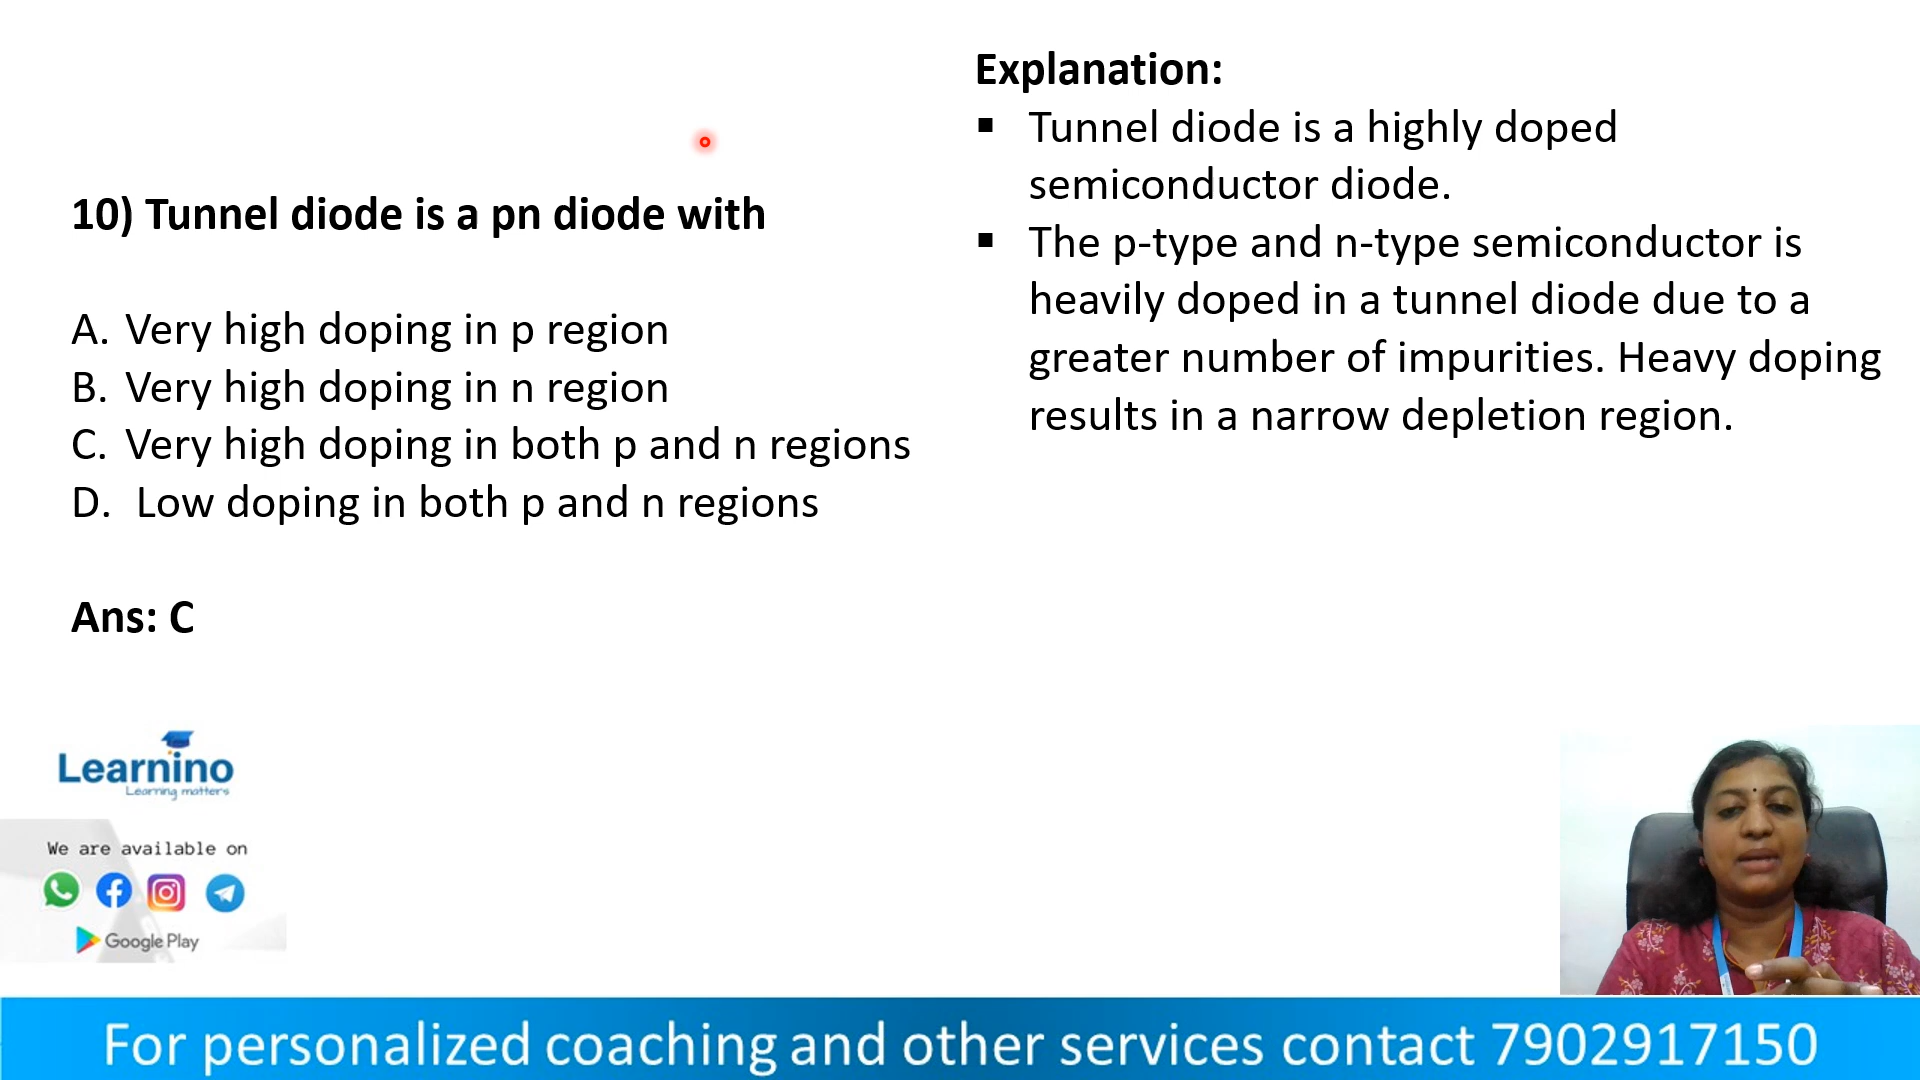 10) Tunnel diode is a pn diode with
A. Very high doping in p region
B. Very high doping in n region
C. Very high doping in both p and n regions
D. Low doping in both p and n regions
Ans: C
Explanation:
▪ Tunnel diode is a highly doped
semiconductor diode.
▪ The p-type and n-type semiconductor is
heavily doped in a tunnel diode due to a
greater number of impurities. Heavy doping
results in a narrow depletion region.
Learnino
Learning matters
We are available on
Google Play
For personalized coaching and other services contact 7902917150